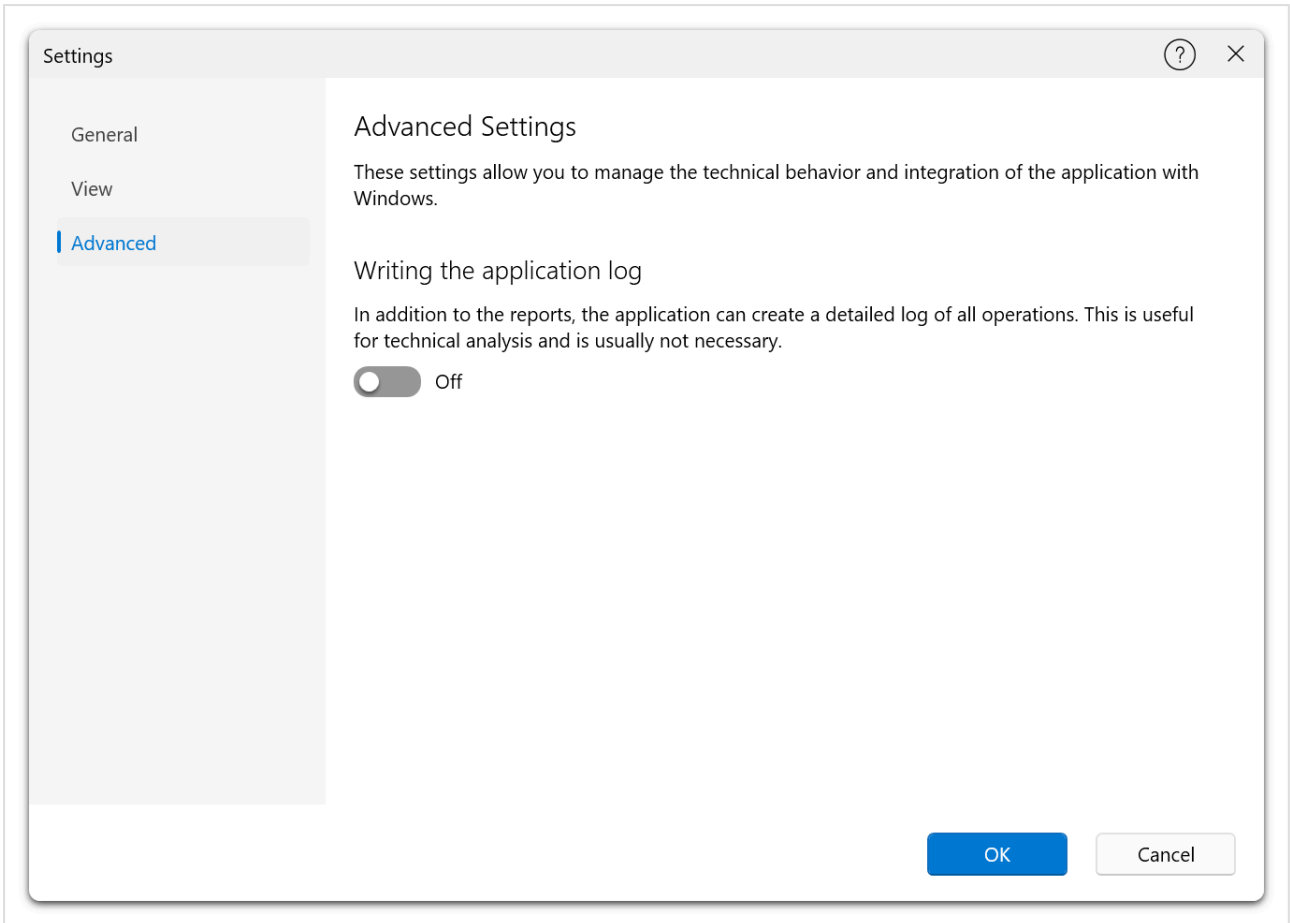 Settings
?
General
View
Advanced
Advanced Settings
These settings allow you to manage the technical behavior and integration of the application with
Windows.
Writing the application log
In addition to the reports, the application can create a detailed log of all operations. This is useful
for technical analysis and is usually not necessary.
Off
OK
Cancel